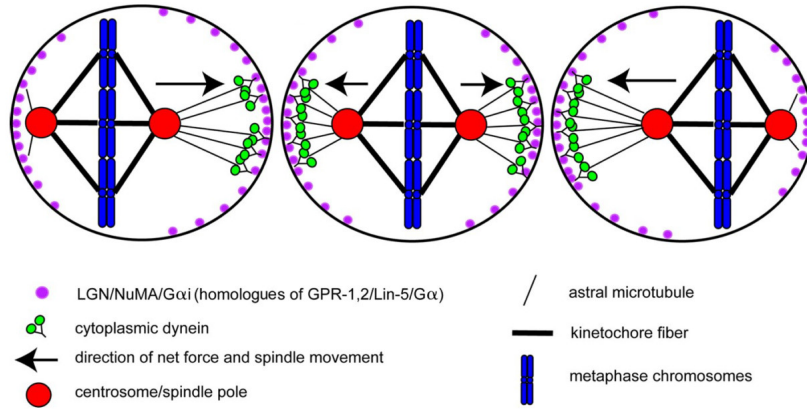 LGN/NuMA/Gαi (homologues of GPR-1,2/Lin-5/Gα)
cytoplasmic dynein
direction of net force and spindle movement
centrosome/spindle pole
astral microtubule
kinetochore fiber
metaphase chromosomes